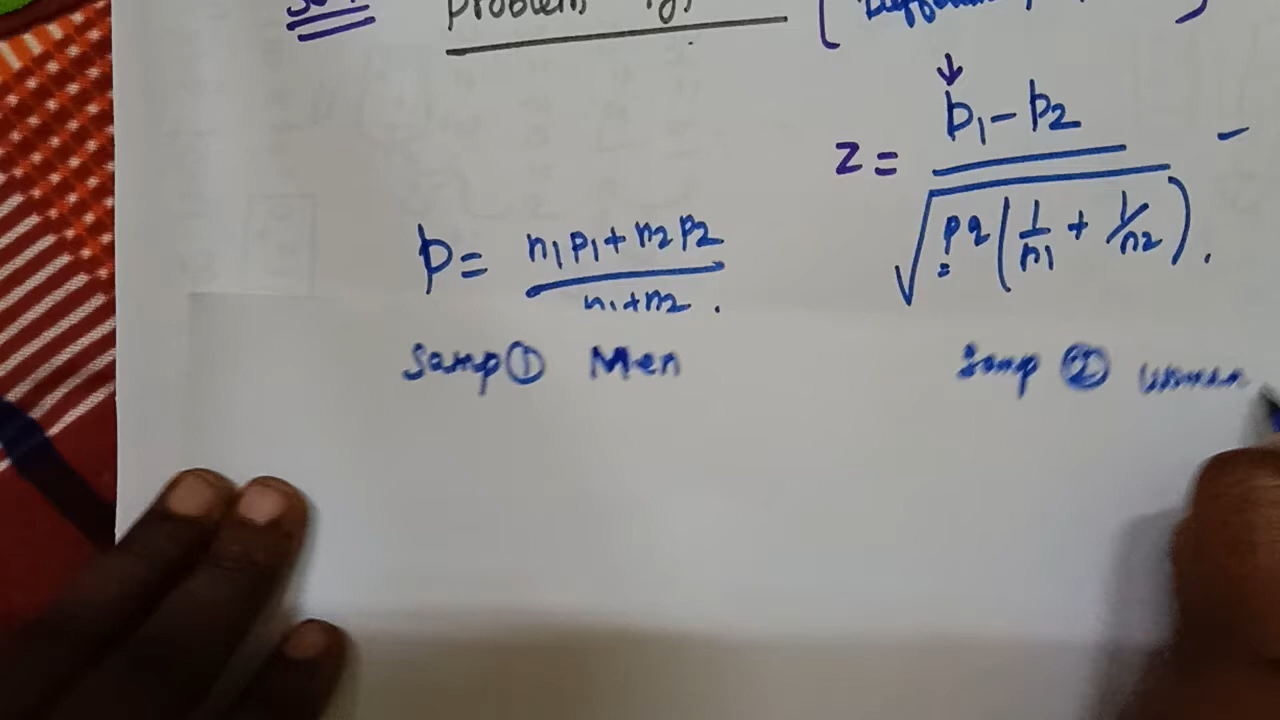 Problem
z = p1 - p2 / √pq(1/n1 + 1/n2).
p = n1p1 + n2p2 / n1+n2.
Samp ① Men
Samp ② women